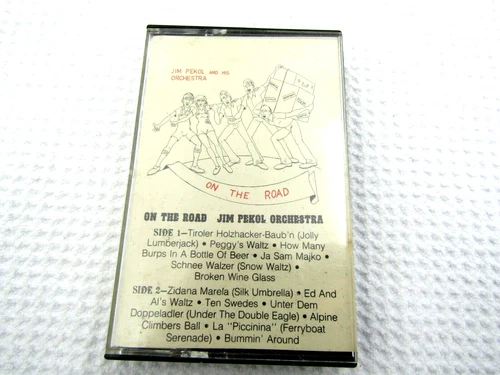 JIM PEKOL AND HIS
ORCHESTRA
ON THE ROAD
ON THE ROAD JIM PEKOL ORCHESTRA
SIDE 1—Tiroler Holzhacker-Baub'n (Jolly
Lumberjack) • Peggy's Waltz • How Many
Burps In A Bottle Of Beer • Ja Sam Majko •
Schnee Walzer (Snow Waltz) •
Broken Wine Glass
SIDE 2—Zidana Marela (Silk Umbrella) • Ed And
Al's Waltz • Ten Swedes • Unter Dem
Doppeladler (Under The Double Eagle) • Alpine
Climbers Ball • La "Piccinina" (Ferryboat
Serenade) • Bummin' Around